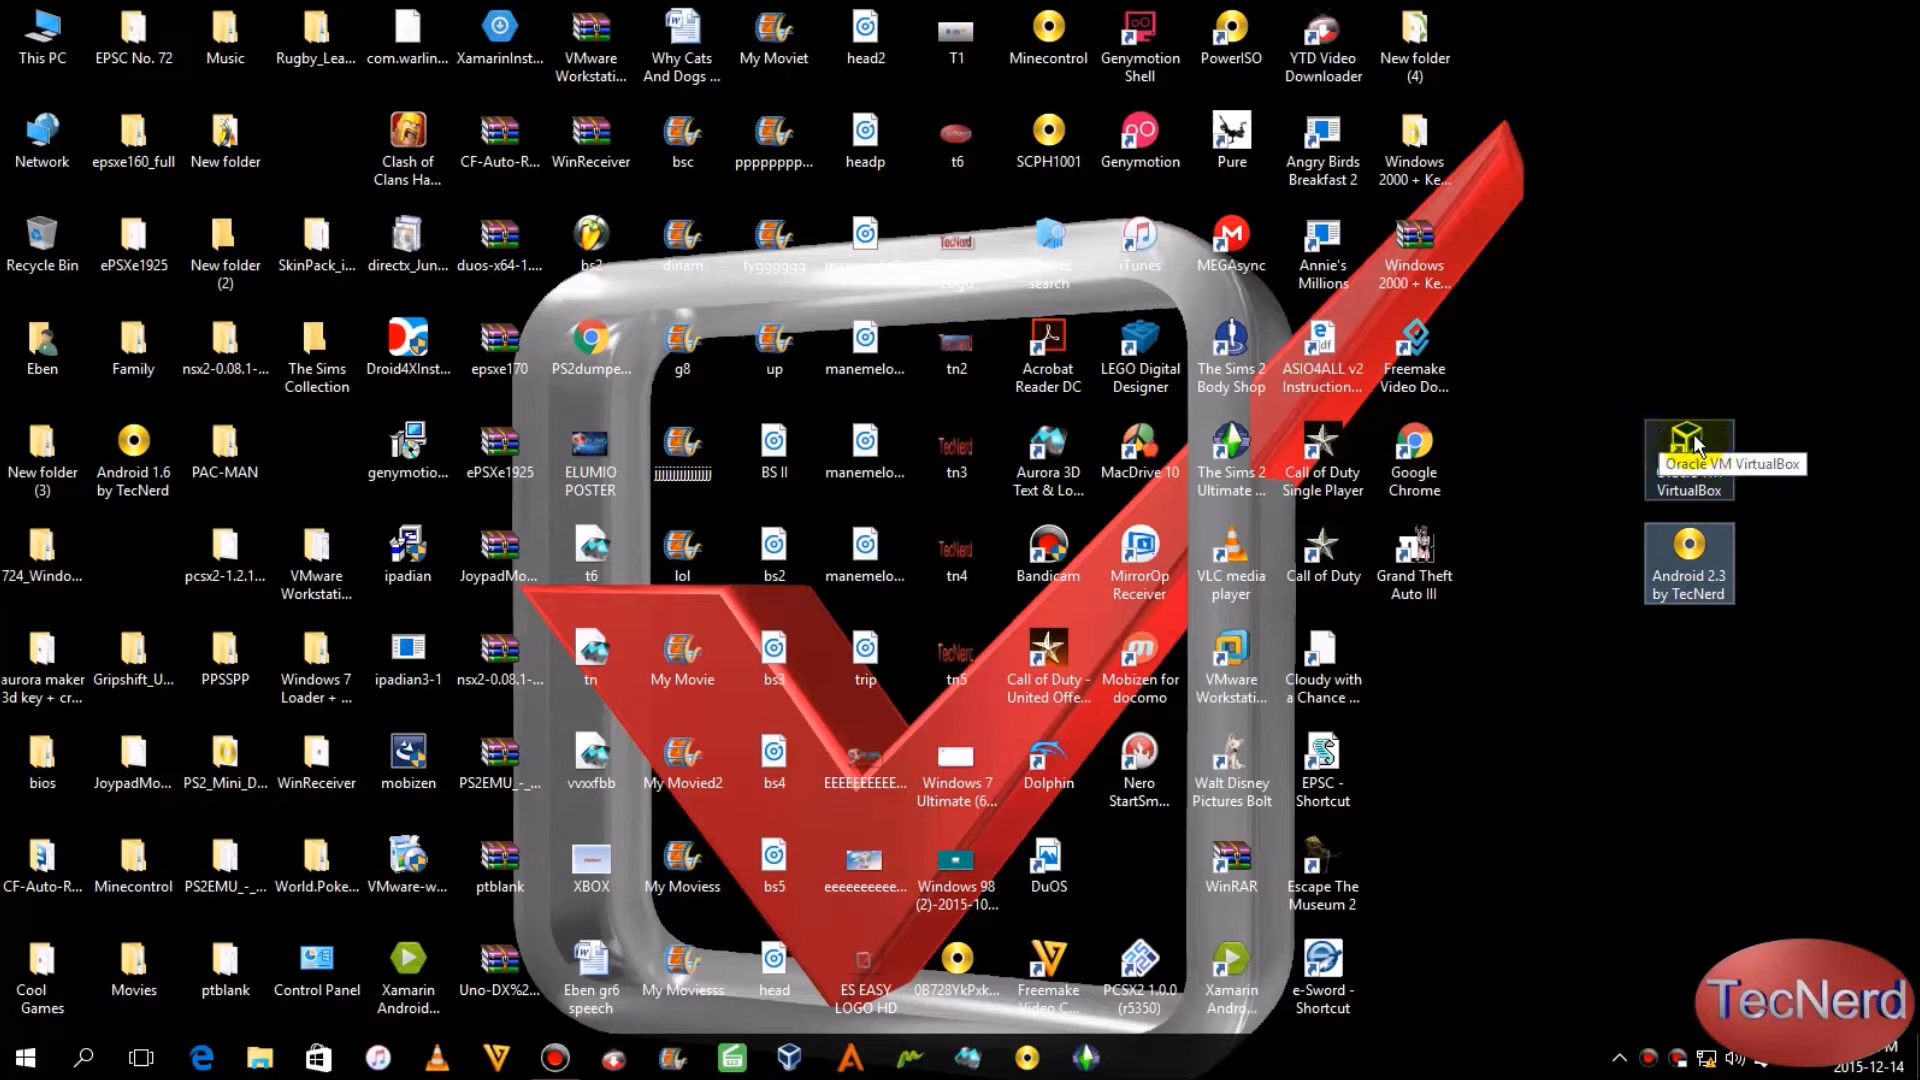 This PC
EPSC No. 72
Music
Rugby_Lea...
com.warlin...
XamarinInst...
VMware
Workstati...
Why Cats
And Dogs ...
My Moviet
head2
T1
Minecontrol
Genymotion
Shell
PowerISO
YTD Video
Downloader
New folder
(4)
Network
epsxe160_full
New folder
Clash of
Clans Ha...
CF-Auto-R...
WinReceiver
bsc
pppppppp...
headp
t6
SCPH1001
Genymotion
Pure
Angry Birds
Breakfast 2
Windows
2000 + Ke...
Recycle Bin
ePSXe1925
New folder
(2)
SkinPack_i...
directx_Jun...
duos-x64-1....
bs2
dinam
tygggggg
manemelo...
TecNerd
search
iTunes
MEGAsync
Annie's
Millions
Windows
2000 + Ke...
Eben
Family
nsx2-0.08.1-...
The Sims
Collection
Droid4XInst...
epsxe170
PS2dumpe...
g8
up
manemelo...
tn2
Acrobat
Reader DC
LEGO Digital
Designer
The Sims 2
Body Shop
ASIO4ALL v2
Instruction...
Freemake
Video Do...
New folder
(3)
Android 1.6
by TecNerd
PAC-MAN
genymotio...
ePSXe1925
ELUMIO
POSTER
jjjjjjjjjjjjjjjjj
BS II
manemelo...
TecNerd
tn3
Aurora 3D
Text & Lo...
MacDrive 10
The Sims 2
Ultimate ...
Call of Duty
Single Player
Google
Chrome
Oracle VM VirtualBox
VirtualBox
724_Windo...
pcsx2-1.2.1...
VMware
Workstati...
ipadian
JoypadMo...
t6
lol
bs2
manemelo...
TecNerd
tn4
Bandicam
MirrorOp
Receiver
VLC media
player
Call of Duty
Grand Theft
Auto III
Android 2.3
by TecNerd
aurora maker
3d key + cr...
Gripshift_U...
PPSSPP
Windows 7
Loader + ...
ipadian3-1
nsx2-0.08.1-...
tn
My Movie
bs3
trip
TecNerd
tn5
Call of Duty -
United Offe...
Mobizen for
docomo
VMware
Workstati...
Cloudy with
a Chance ...
bios
JoypadMo...
PS2_Mini_D...
WinReceiver
mobizen
PS2EMU_-_...
vvxxfbb
My Movied2
bs4
EEEEEEEEEE...
Windows 7
Ultimate (6...
Dolphin
Nero
StartSm...
Walt Disney
Pictures Bolt
EPSC -
Shortcut
CF-Auto-R...
Minecontrol
PS2EMU_-_...
World.Poke...
VMware-w...
ptblank
XBOX
My Moviess
bs5
eeeeeeeeee...
Windows 98
(2)-2015-10...
DuOS
WinRAR
Escape The
Museum 2
Cool
Games
Movies
ptblank
Control Panel
Xamarin
Android...
Uno-DX%2...
Eben gr6
speech
My Moviesss
head
ES EASY
LOGO HD
0B728YkPxk...
Freemake
Video C...
PCSX2 1.0.0
(r5350)
Xamarin
Andro...
e-Sword -
Shortcut
TecNerd
2015-12-14